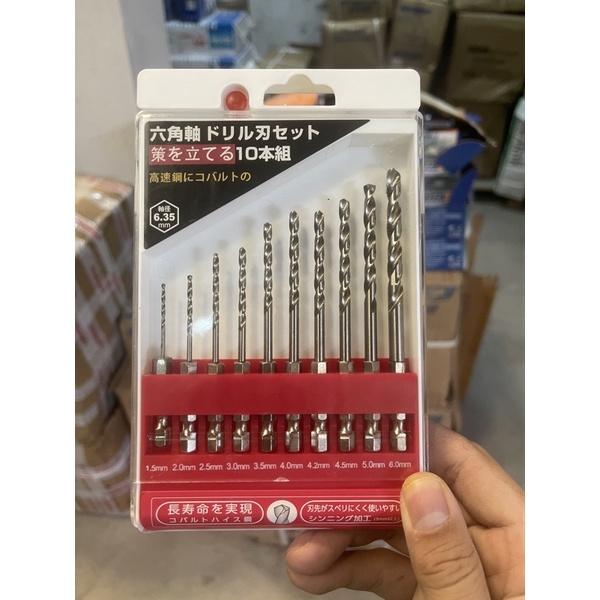 六角軸 ドリル刃セット
策を立てる10本組
高速鋼にコバルトの
軸径
6.35
mm
1.5mm 2.0mm 2.5mm 3.0mm 3.5mm 4.0mm 4.2mm 4.5mm 5.0mm 6.0mm
長寿命を実現
コバルトハイス鋼
刃先がスベリにくく使いやすい
シンニング加工